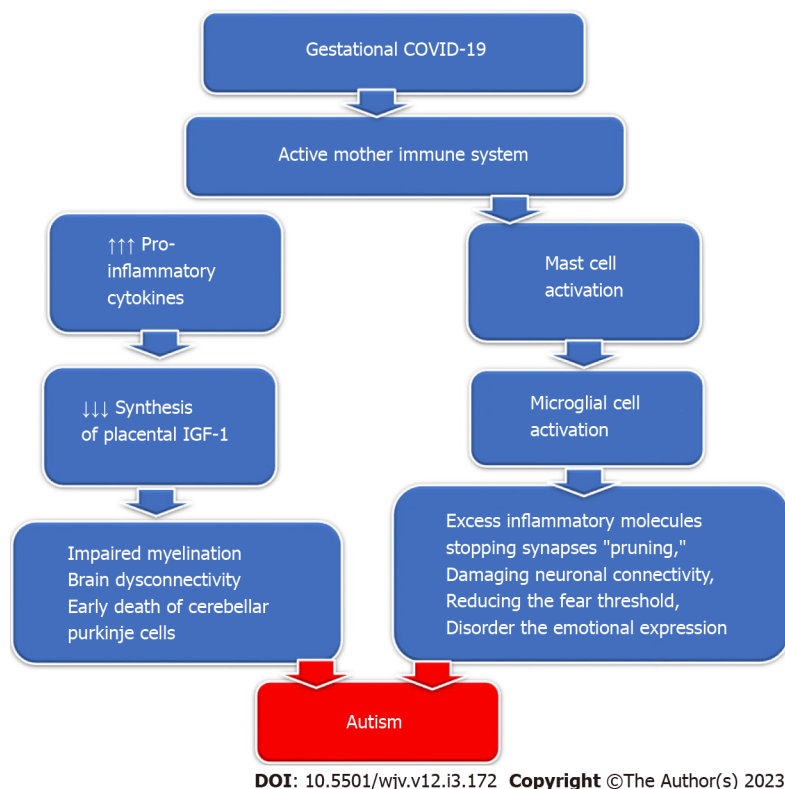 Gestational COVID-19
Active mother immune system
↑↑↑ Pro-
inflammatory
cytokines
Mast cell
activation
↓↓↓ Synthesis
of placental IGF-1
Microglial cell
activation
Impaired myelination
Brain dysconnectivity
Early death of cerebellar
purkinje cells
Excess inflammatory molecules
stopping synapses "pruning,"
Damaging neuronal connectivity,
Reducing the fear threshold,
Disorder the emotional expression
Autism
DOI: 10.5501/wjv.v12.i3.172 Copyright ©The Author(s) 2023